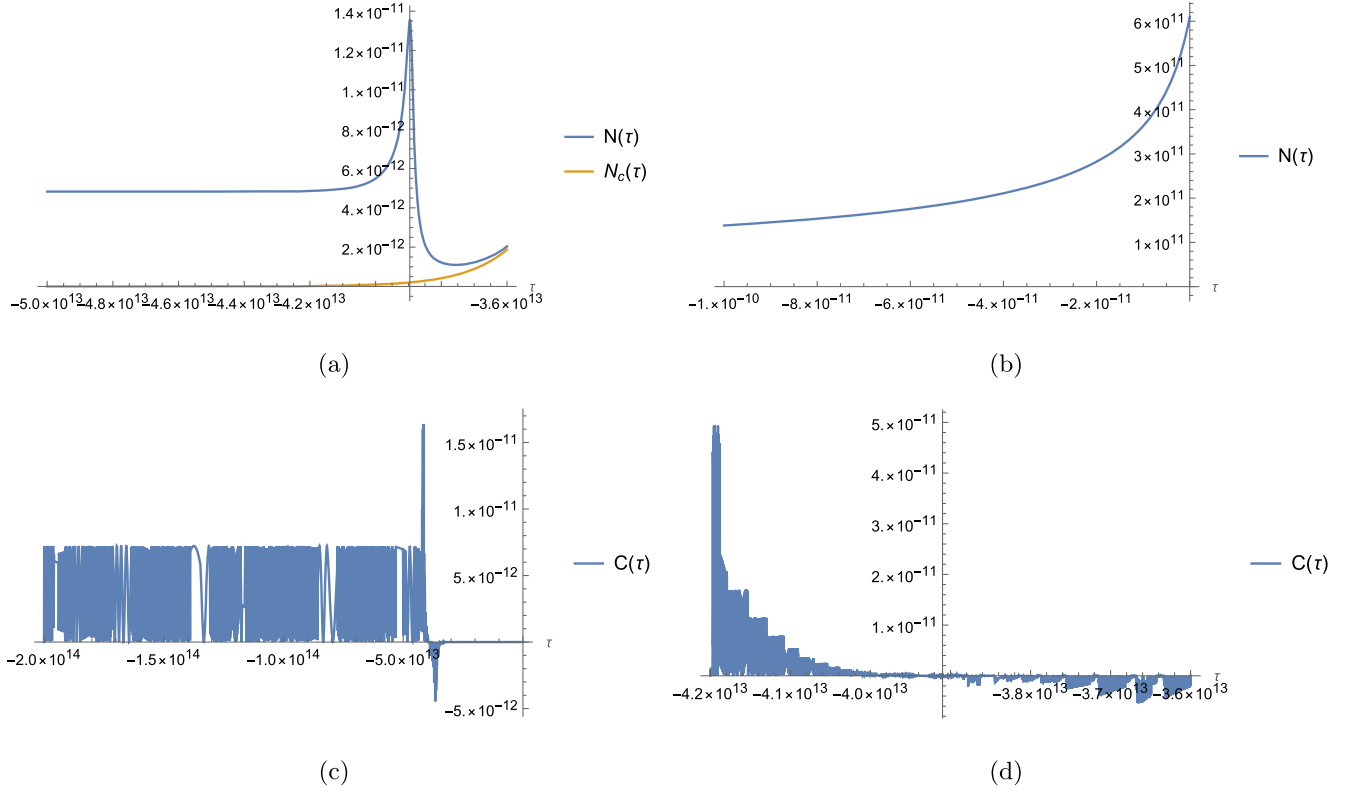 1.4×10⁻¹¹
1.2×10⁻¹¹
1.×10⁻¹¹
8.×10⁻¹²
6.×10⁻¹²
4.×10⁻¹²
2.×10⁻¹²
−5.0×10¹³ −4.8×10¹³ −4.6×10¹³ −4.4×10¹³ −4.2×10¹³ −3.6×10¹³ τ
N(τ)
N_c(τ)
(a)
6×10¹¹
5×10¹¹
4×10¹¹
3×10¹¹
2×10¹¹
1×10¹¹
−1.×10⁻¹⁰ −8.×10⁻¹¹ −6.×10⁻¹¹ −4.×10⁻¹¹ −2.×10⁻¹¹ τ
N(τ)
(b)
1.5×10⁻¹¹
1.×10⁻¹¹
5.×10⁻¹²
−2.0×10¹⁴ −1.5×10¹⁴ −1.0×10¹⁴ −5.0×10¹³ τ
−5.×10⁻¹²
C(τ)
(c)
5.×10⁻¹¹
4.×10⁻¹¹
3.×10⁻¹¹
2.×10⁻¹¹
1.×10⁻¹¹
−4.2×10¹³ −4.1×10¹³ −4.0×10¹³ −3.8×10¹³ −3.7×10¹³ −3.6×10¹³ τ
C(τ)
(d)